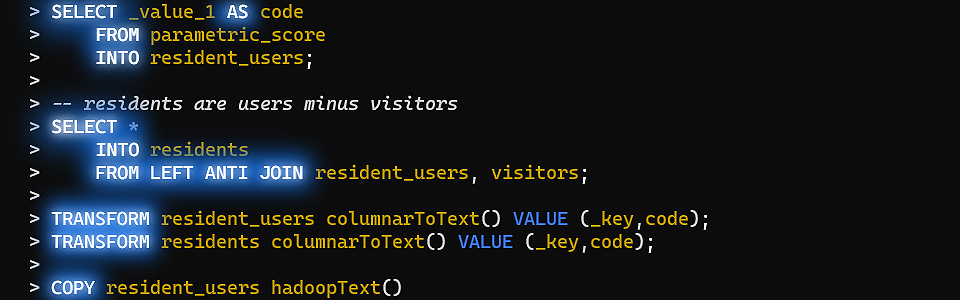 > SELECT _value_1 AS code
>     FROM parametric_score
>     INTO resident_users;
>
> -- residents are users minus visitors
> SELECT *
>     INTO residents
>     FROM LEFT ANTI JOIN resident_users, visitors;
>
> TRANSFORM resident_users columnarToText() VALUE (_key,code);
> TRANSFORM residents columnarToText() VALUE (_key,code);
>
> COPY resident_users hadoopText()